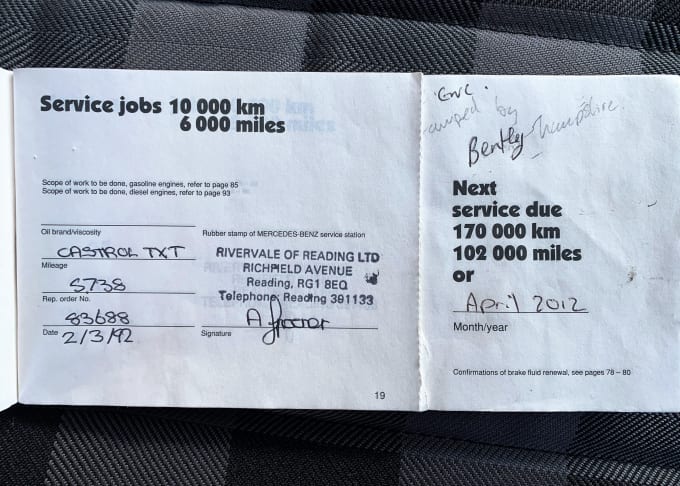 Service jobs 10 000 km
6 000 miles
Scope of work to be done, gasoline engines, refer to page 85
Scope of work to be done, diesel engines, refer to page 93
Oil brand/viscosity
CASTROL TXT
Mileage
5738
Rep. order No.
83688
Date 2/3/92
Rubber stamp of MERCEDES-BENZ service station
RIVERVALE OF READING LTD
RICHFIELD AVENUE
Reading, RG1 8EQ
Telephone: Reading 391133
Signature
19
by
Bently Hampshire.
Next
service due
170 000 km
102 000 miles
or
April 2012
Month/year
Confirmations of brake fluid renewal, see pages 78 – 80